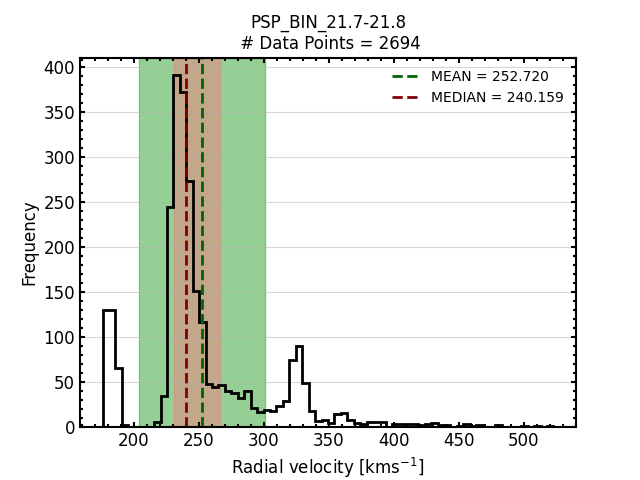 PSP_BIN_21.7-21.8
# Data Points = 2694
MEAN = 252.720
MEDIAN = 240.159
Frequency
400
350
300
250
200
150
100
50
0
200 250 300 350 400 450 500
Radial velocity [kms⁻¹]